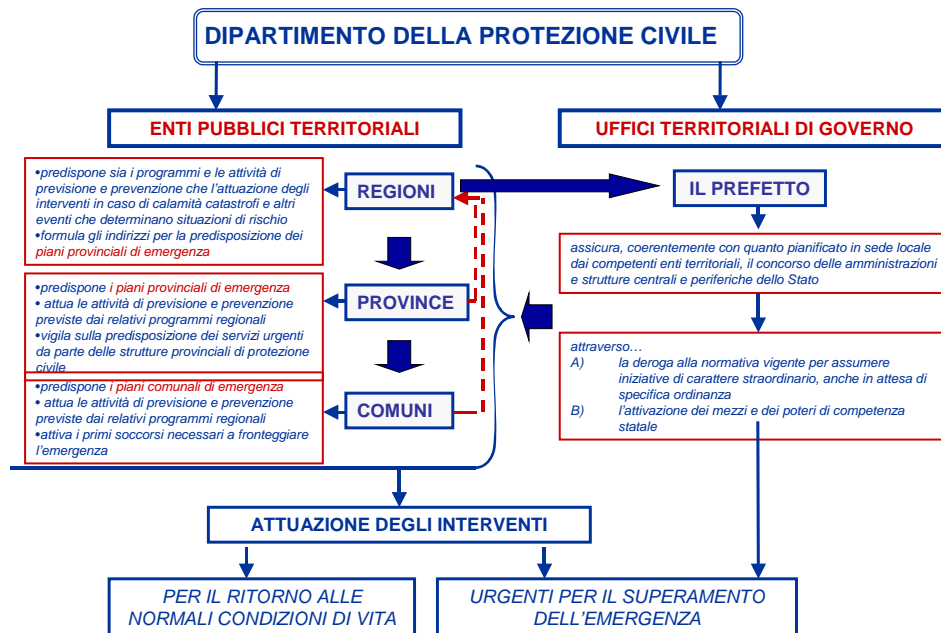 DIPARTIMENTO DELLA PROTEZIONE CIVILE
ENTI PUBBLICI TERRITORIALI
UFFICI TERRITORIALI DI GOVERNO
•predispone sia i programmi e le attività di
previsione e prevenzione che l'attuazione degli
interventi in caso di calamità catastrofi e altri
eventi che determinano situazioni di rischio
•formula gli indirizzi per la predisposizione dei
piani provinciali di emergenza
REGIONI
IL PREFETTO
assicura, coerentemente con quanto pianificato in sede locale
dai competenti enti territoriali, il concorso delle amministrazioni
e strutture centrali e periferiche dello Stato
•predispone i piani provinciali di emergenza
• attua le attività di previsione e prevenzione
previste dai relativi programmi regionali
•vigila sulla predisposizione dei servizi urgenti
da parte delle strutture provinciali di protezione
civile
PROVINCE
attraverso…
A) la deroga alla normativa vigente per assumere
iniziative di carattere straordinario, anche in attesa di
specifica ordinanza
B) l'attivazione dei mezzi e dei poteri di competenza
statale
•predispone i piani comunali di emergenza
• attua le attività di previsione e prevenzione
previste dai relativi programmi regionali
•attiva i primi soccorsi necessari a fronteggiare
l'emergenza
COMUNI
ATTUAZIONE DEGLI INTERVENTI
PER IL RITORNO ALLE
NORMALI CONDIZIONI DI VITA
URGENTI PER IL SUPERAMENTO
DELL'EMERGENZA